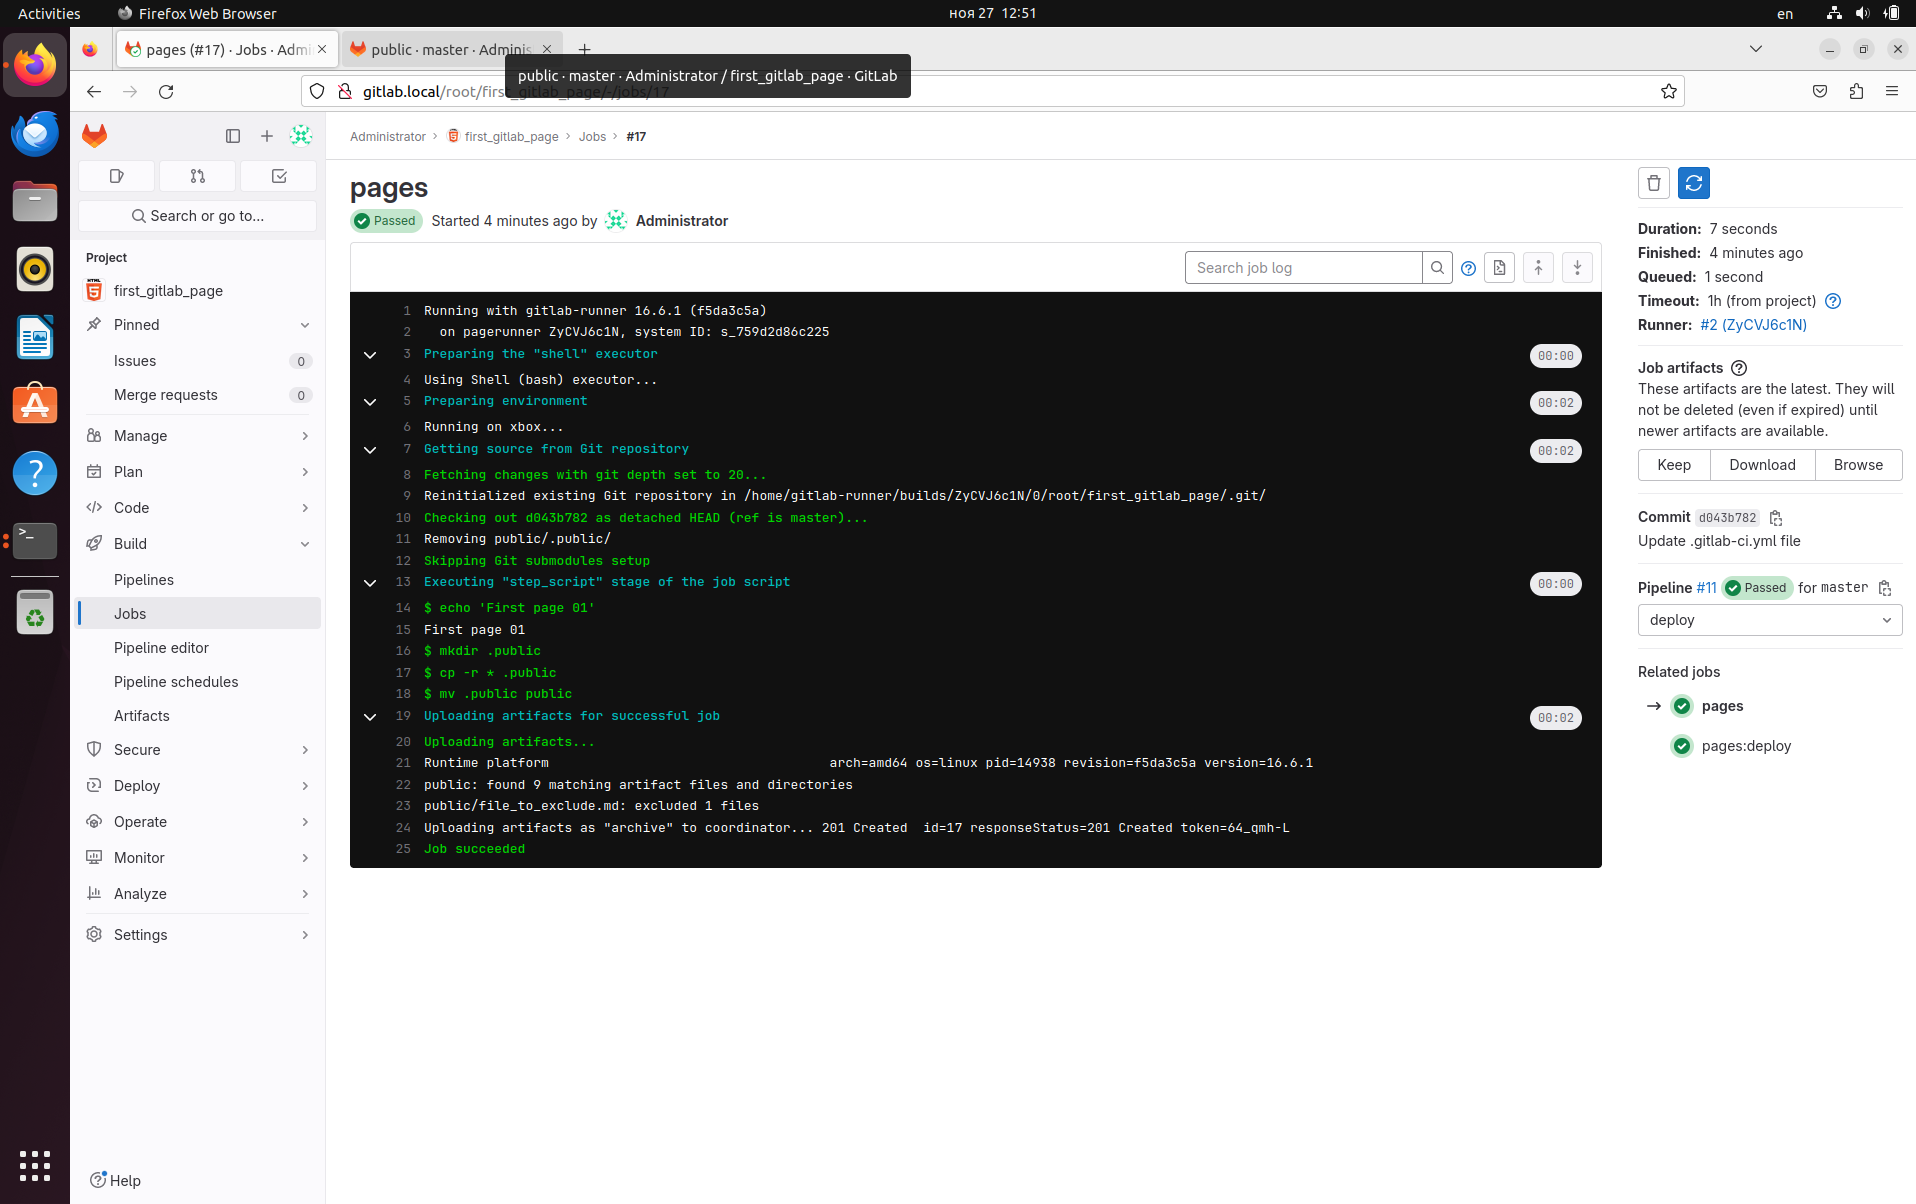 Activities
Firefox Web Browser
ноя 27 12:51
en
pages (#17) · Jobs · Admi
public · master · Adminis
public · master · Administrator / first_gitlab_page · GitLab
gitlab.local/root/first_gitlab_page/-/jobs/17
Administrator
first_gitlab_page
Jobs
#17
Search or go to...
Project
first_gitlab_page
Pinned
Issues 0
Merge requests 0
Manage
Plan
Code
Build
Pipelines
Jobs
Pipeline editor
Pipeline schedules
Artifacts
Secure
Deploy
Operate
Monitor
Analyze
Settings
Help
pages
Passed Started 4 minutes ago by Administrator
Search job log
1 Running with gitlab-runner 16.6.1 (f5da3c5a)
2 on pagerunner ZyCVJ6c1N, system ID: s_759d2d86c225
3 Preparing the "shell" executor 00:00
4 Using Shell (bash) executor...
5 Preparing environment 00:02
6 Running on xbox...
7 Getting source from Git repository 00:02
8 Fetching changes with git depth set to 20...
9 Reinitialized existing Git repository in /home/gitlab-runner/builds/ZyCVJ6c1N/0/root/first_gitlab_page/.git/
10 Checking out d043b782 as detached HEAD (ref is master)...
11 Removing public/.public/
12 Skipping Git submodules setup
13 Executing "step_script" stage of the job script 00:00
14 $ echo 'First page 01'
15 First page 01
16 $ mkdir .public
17 $ cp -r * .public
18 $ mv .public public
19 Uploading artifacts for successful job 00:02
20 Uploading artifacts...
21 Runtime platform arch=amd64 os=linux pid=14938 revision=f5da3c5a version=16.6.1
22 public: found 9 matching artifact files and directories
23 public/file_to_exclude.md: excluded 1 files
24 Uploading artifacts as "archive" to coordinator... 201 Created id=17 responseStatus=201 Created token=64_qmh-L
25 Job succeeded
Duration: 7 seconds
Finished: 4 minutes ago
Queued: 1 second
Timeout: 1h (from project)
Runner: #2 (ZyCVJ6c1N)
Job artifacts
These artifacts are the latest. They will
not be deleted (even if expired) until
newer artifacts are available.
Keep
Download
Browse
Commit d043b782
Update .gitlab-ci.yml file
Pipeline #11 Passed for master
deploy
Related jobs
pages
pages:deploy